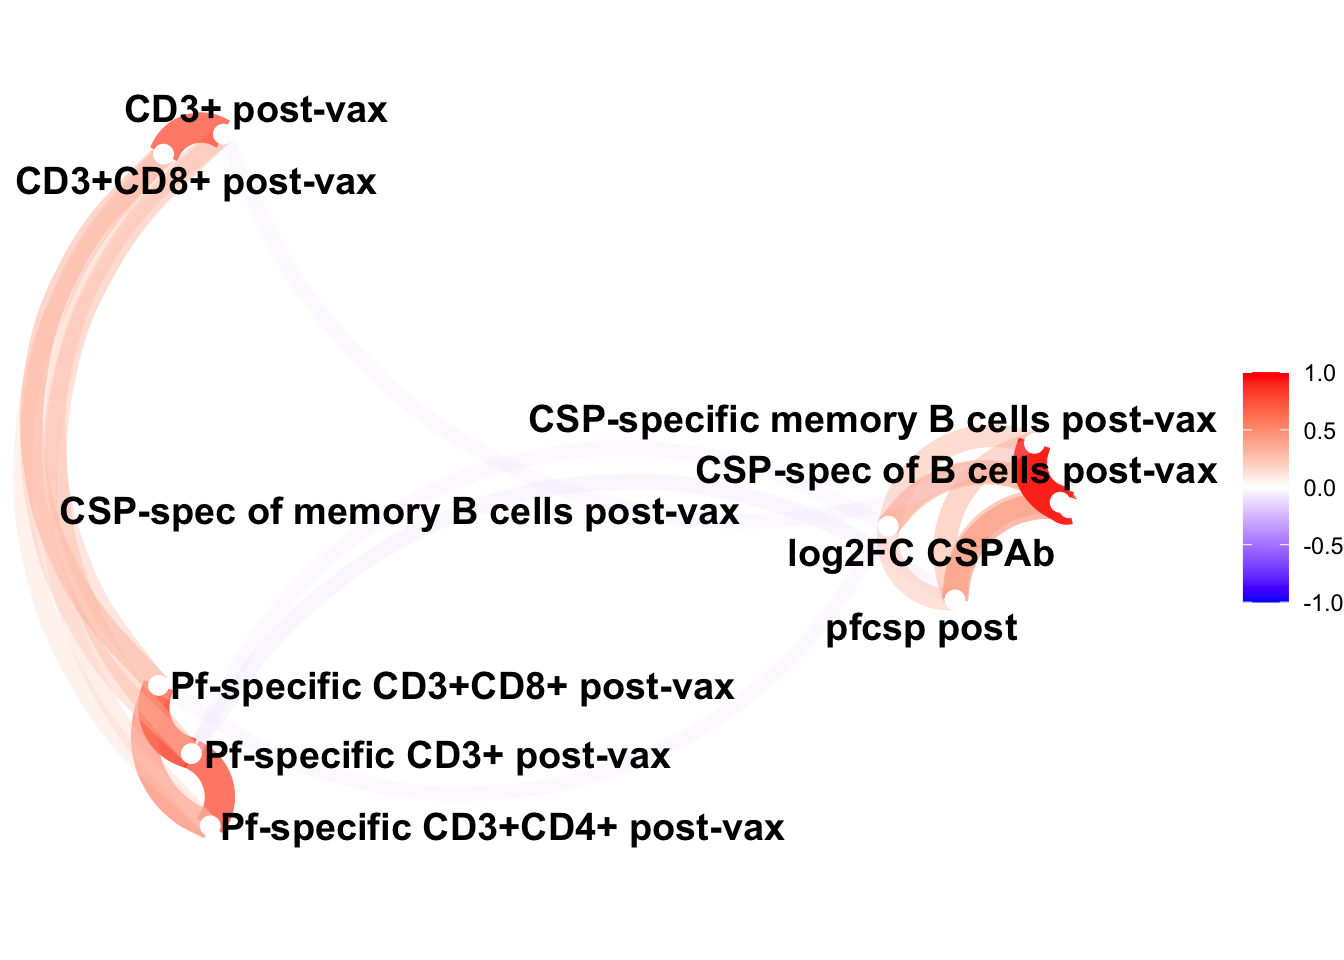 CD3+ post-vax
CD3+CD8+ post-vax
CSP-specific memory B cells post-vax
CSP-spec of B cells post-vax
CSP-spec of memory B cells post-vax
log2FC CSPAb
pfcsp post
Pf-specific CD3+CD8+ post-vax
Pf-specific CD3+ post-vax
Pf-specific CD3+CD4+ post-vax
1.0
0.5
0.0
-0.5
-1.0